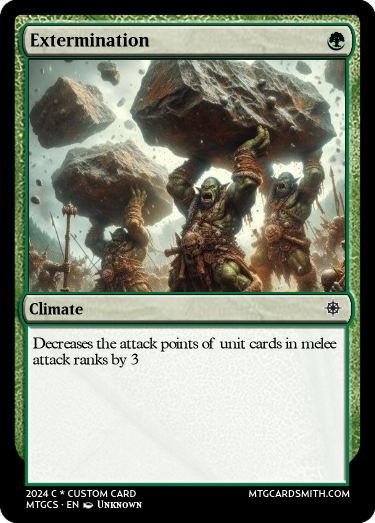 Extermination
Climate
Decreases the attack points of unit cards in melee
attack ranks by 3
2024 C * CUSTOM CARD
MTGCS · EN Unknown
MTGCARDSMITH.COM